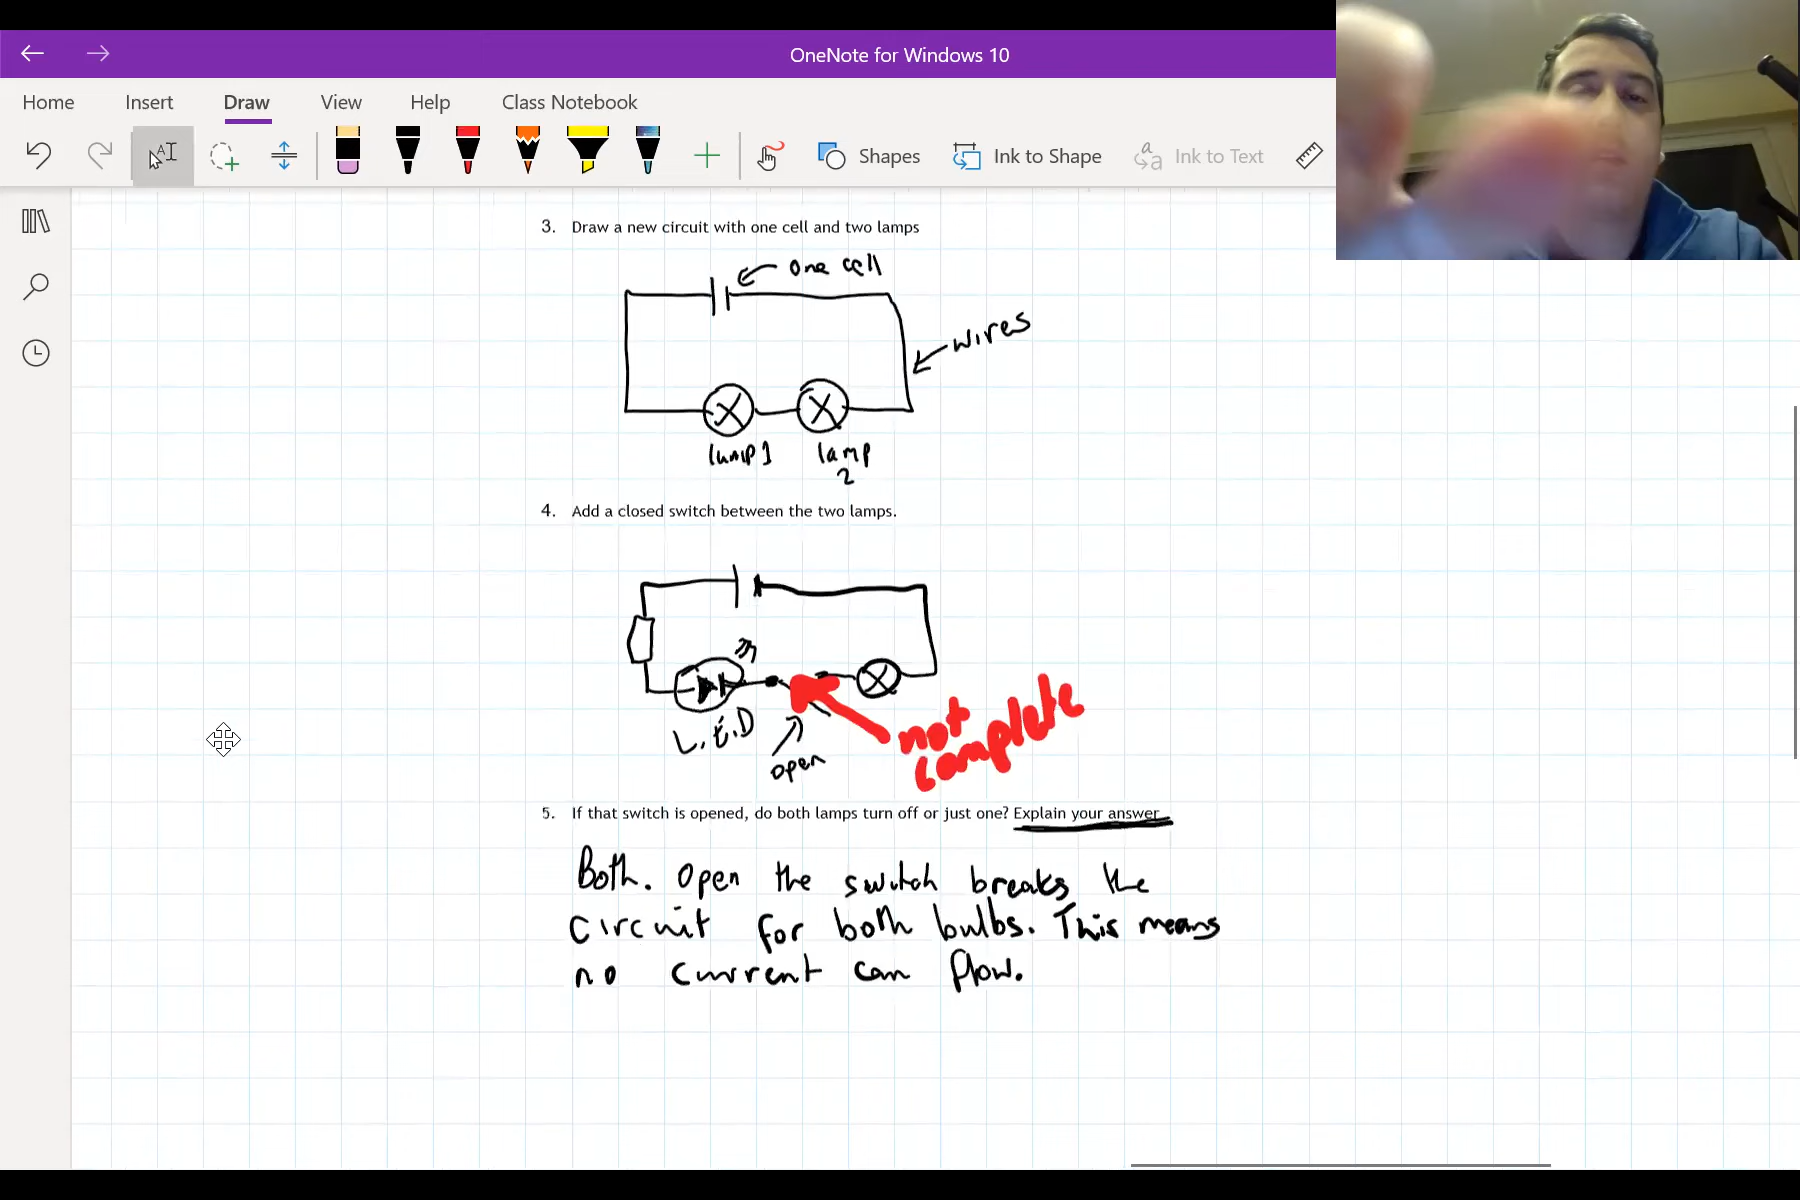 OneNote for Windows 10
Home Insert Draw View Help Class Notebook
Shapes Ink to Shape Ink to Text
3. Draw a new circuit with one cell and two lamps
one cell
wires
lamp 1 lamp
2
4. Add a closed switch between the two lamps.
L.E.D
open
not
complete
5. If that switch is opened, do both lamps turn off or just one? Explain your answer
Both. Open the switch breaks the
circuit for both bulbs. This means
no current can flow.